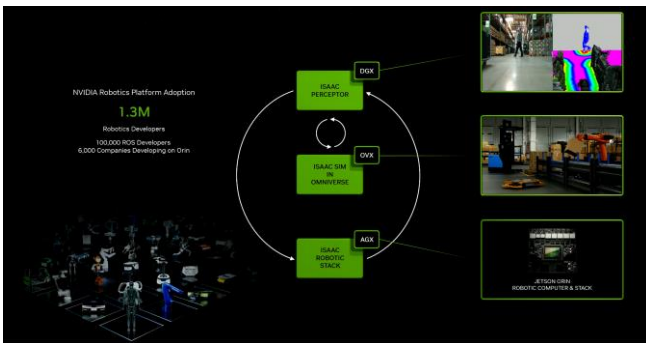 NVIDIA Robotics Platform Adoption
1.3M
Robotics Developers
100,000 ROS Developers
6,000 Companies Developing on Orin
DGX
ISAAC
PERCEPTOR
OVX
ISAAC SIM
IN
OMNIVERSE
AGX
ISAAC
ROBOTIC
STACK
JETSON ORIN
ROBOTIC COMPUTER & STACK